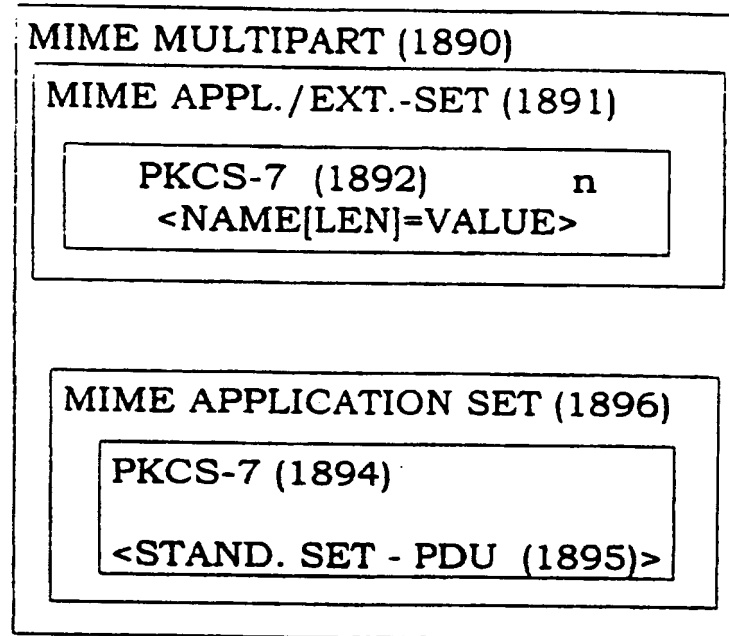 MIME MULTIPART (1890)
MIME APPL./EXT.-SET (1891)
PKCS-7 (1892) n
<NAME[LEN]=VALUE>
MIME APPLICATION SET (1896)
PKCS-7 (1894)
<STAND. SET - PDU (1895)>